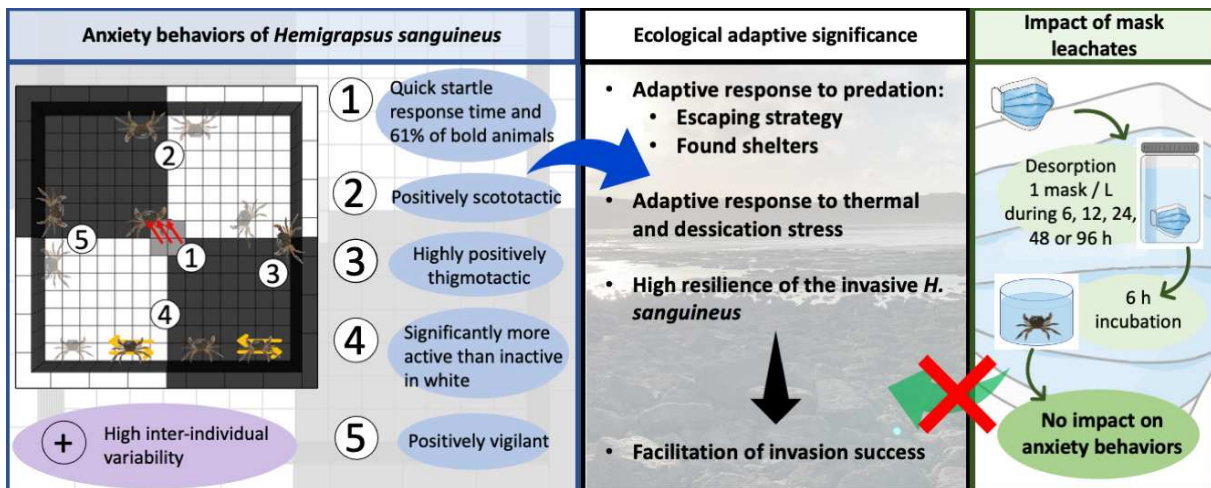 Anxiety behaviors of Hemigrapsus sanguineus
1
2
3
4
5
1
Quick startle
response time and
61% of bold animals
2
Positively scototactic
3
Highly positively
thigmotactic
4
Significantly more
active than inactive
in white
5
Positively vigilant
+
High inter-individual
variability
Ecological adaptive significance
• Adaptive response to predation:
• Escaping strategy
• Found shelters
• Adaptive response to thermal
and dessication stress
• High resilience of the invasive H.
sanguineus
• Facilitation of invasion success
Impact of mask
leachates
Desorption
1 mask / L
during 6, 12, 24,
48 or 96 h
6 h
incubation
No impact on
anxiety behaviors